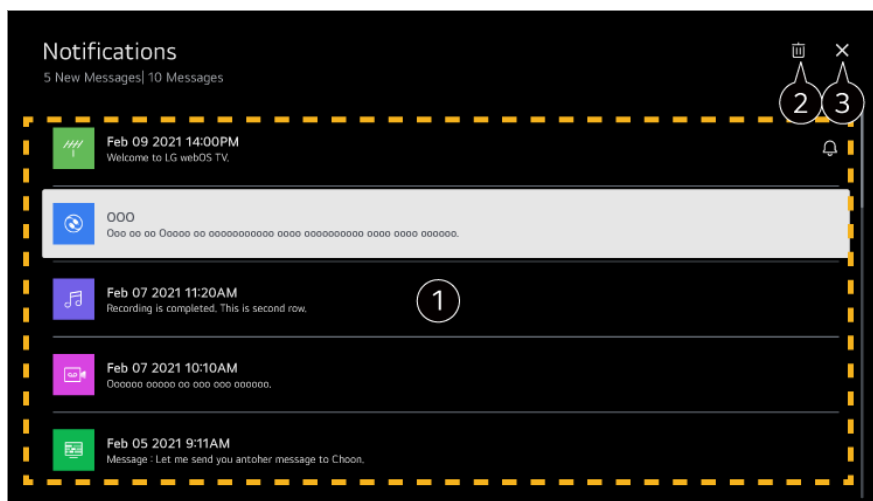 Notifications
5 New Messages| 10 Messages
2
3
Feb 09 2021 14:00PM
Welcome to LG webOS TV.
OOO
Ooo oo oo Ooooo oo ooooooooooo oooo oooooooooo oooo oooo oooooo.
Feb 07 2021 11:20AM
Recording is completed. This is second row.
1
Feb 07 2021 10:10AM
Oooooo ooooo oo ooo ooo oooooo.
Feb 05 2021 9:11AM
Message : Let me send you antoher message to Choon.